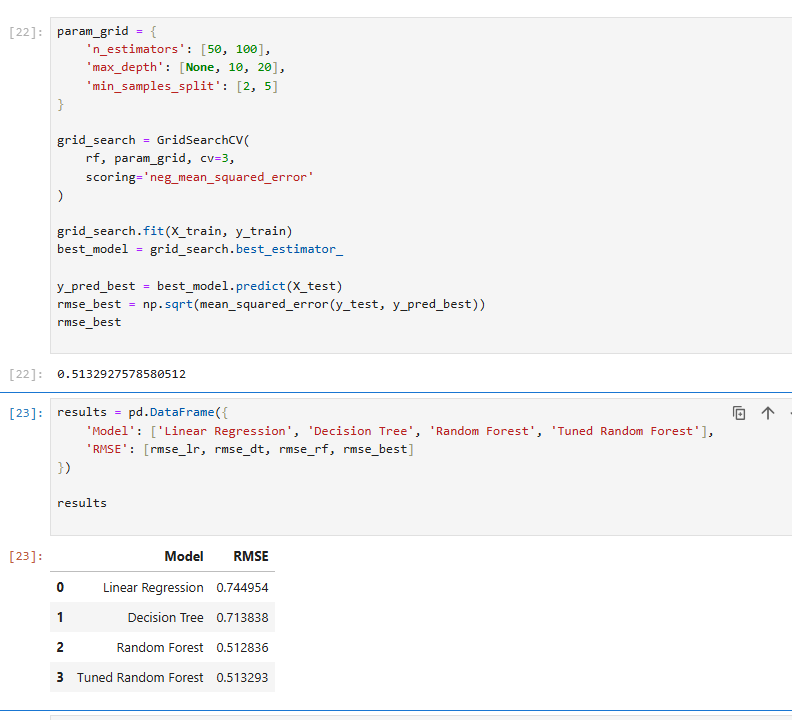 [22]: param_grid = {
    'n_estimators': [50, 100],
    'max_depth': [None, 10, 20],
    'min_samples_split': [2, 5]
}
grid_search = GridSearchCV(
    rf, param_grid, cv=3,
    scoring='neg_mean_squared_error'
)
grid_search.fit(X_train, y_train)
best_model = grid_search.best_estimator_
y_pred_best = best_model.predict(X_test)
rmse_best = np.sqrt(mean_squared_error(y_test, y_pred_best))
rmse_best
[22]: 0.5132927578580512
[23]: results = pd.DataFrame({
    'Model': ['Linear Regression', 'Decision Tree', 'Random Forest', 'Tuned Random Forest'],
    'RMSE': [rmse_lr, rmse_dt, rmse_rf, rmse_best]
})
results
[23]: Model RMSE
0 Linear Regression 0.744954
1 Decision Tree 0.713838
2 Random Forest 0.512836
3 Tuned Random Forest 0.513293